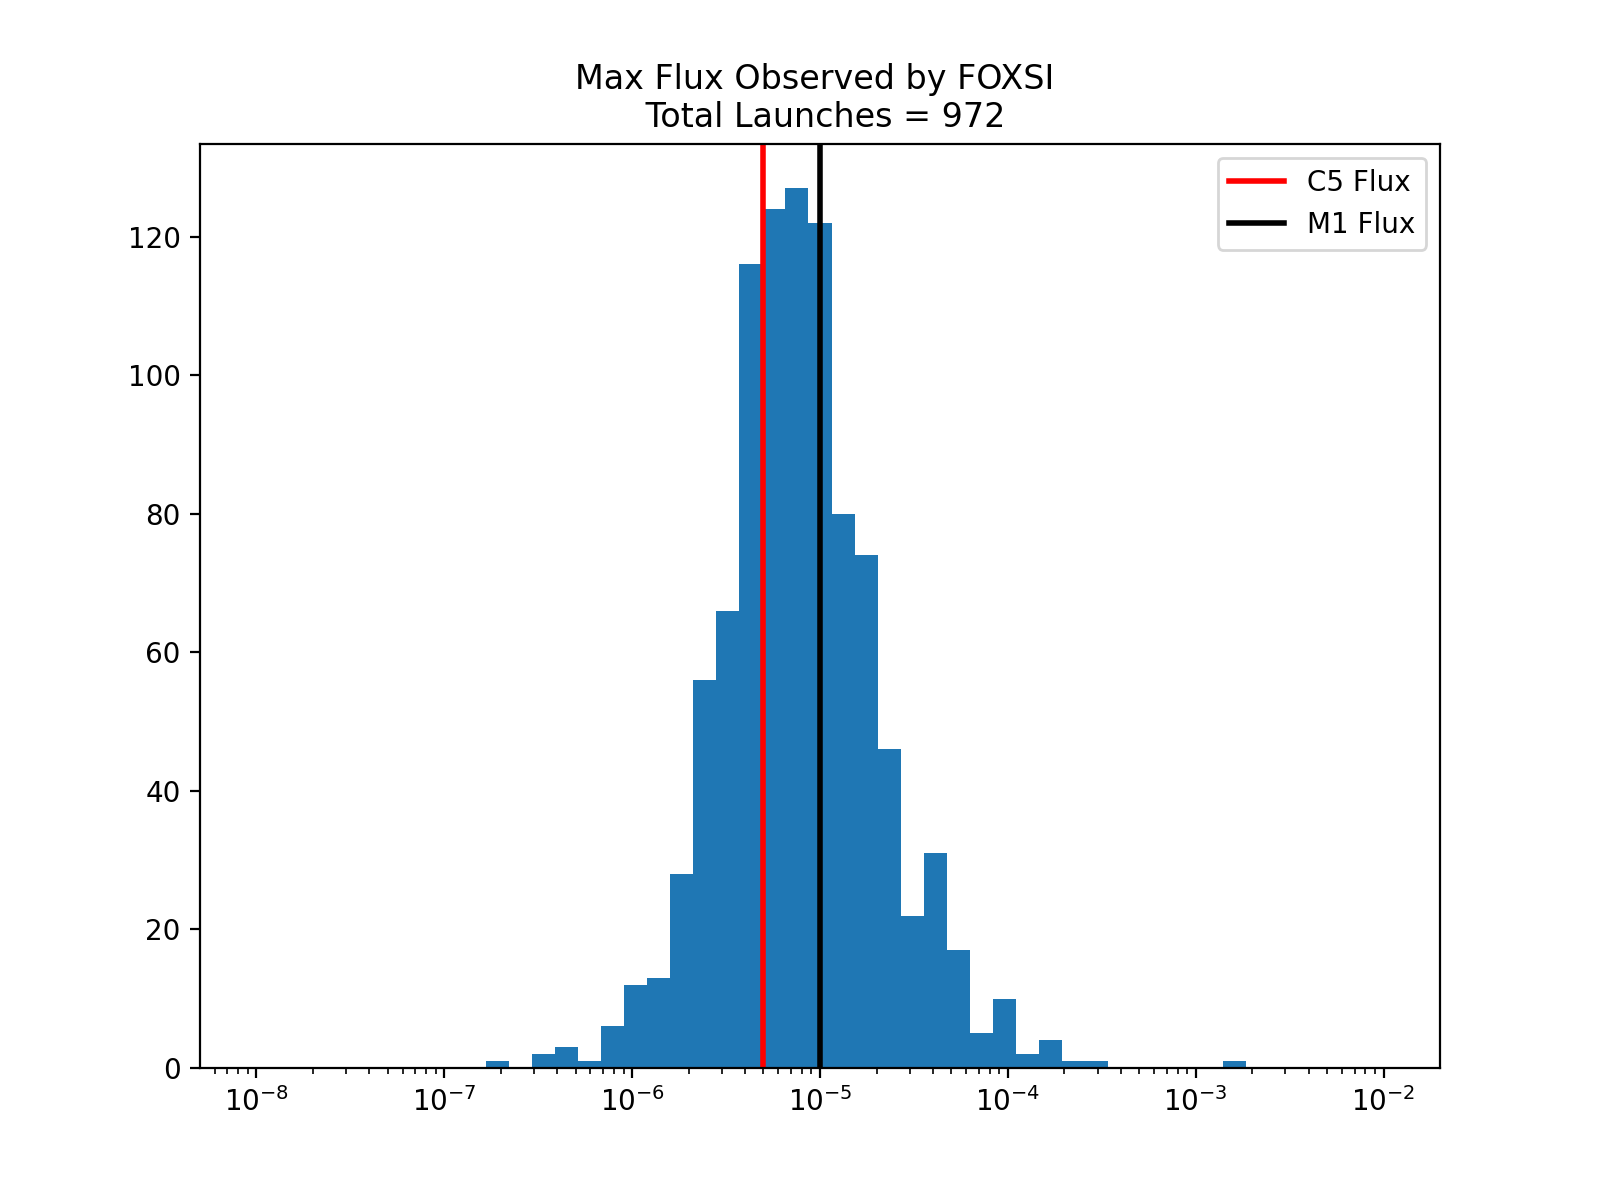 Max Flux Observed by FOXSI
Total Launches = 972
C5 Flux
M1 Flux
120
100
80
60
40
20
0
10⁻⁸ 10⁻⁷ 10⁻⁶ 10⁻⁵ 10⁻⁴ 10⁻³ 10⁻²